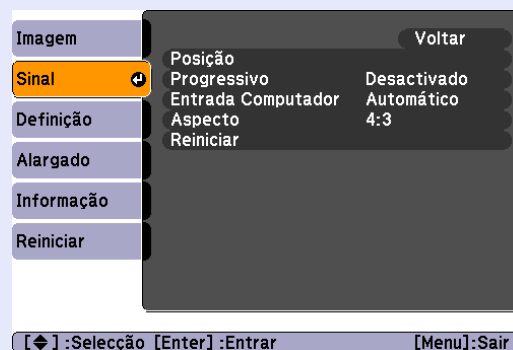 Imagem
Sinal
Definição
Alargado
Informação
Reiniciar
Voltar
Posição
Progressivo Desactivado
Entrada Computador Automático
Aspecto 4:3
Reiniciar
[◆] :Selecção [Enter] :Entrar [Menu]:Sair